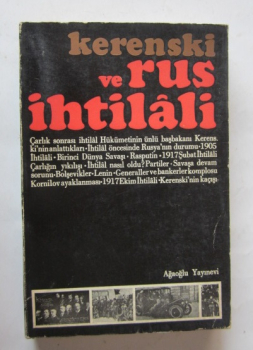 kerenski
ve rus
ihtilâli
Çarlık sonrası ihtilâl Hükûmetinin ünlü başbakanı Kerens
ki'nin anlattıkları·İhtilâl öncesinde Rusya'nın durumu·1905
İhtilâli·Birinci Dünya Savaşı·Rasputin·1917 Şubat İhtilâli
Çarlığın yıkılışı·İhtilâl nasıl oldu?·Partiler·Savaşa devam
sorunu·Bolşevikler·Lenin·Generaller ve bankerler komplosu
Kornilov ayaklanması·1917 Ekim İhtilâli·Kerenski'nin kaçışı.
Ağaoğlu Yayınevi